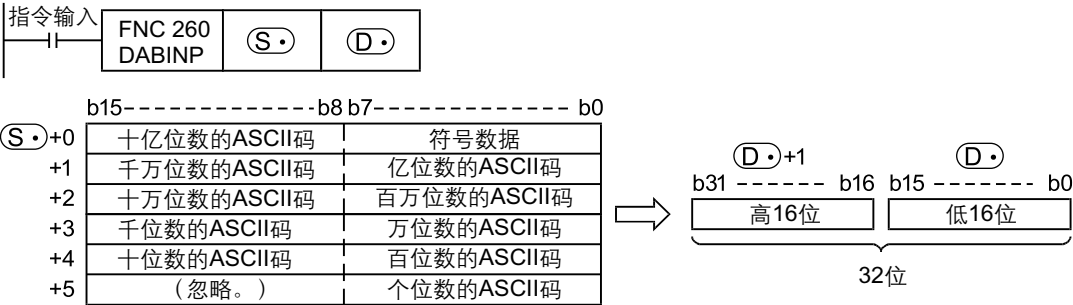 指令输入
FNC 260
DABINP
S·
D·
b15 b8 b7 b0
S·+0 十亿位数的ASCII码 符号数据
+1 千万位数的ASCII码 亿位数的ASCII码
+2 十万位数的ASCII码 百万位数的ASCII码
+3 千位数的ASCII码 万位数的ASCII码
+4 十位数的ASCII码 百位数的ASCII码
+5 （忽略。） 个位数的ASCII码
D·+1 D·
b31 b16 b15 b0
高16位 低16位
32位